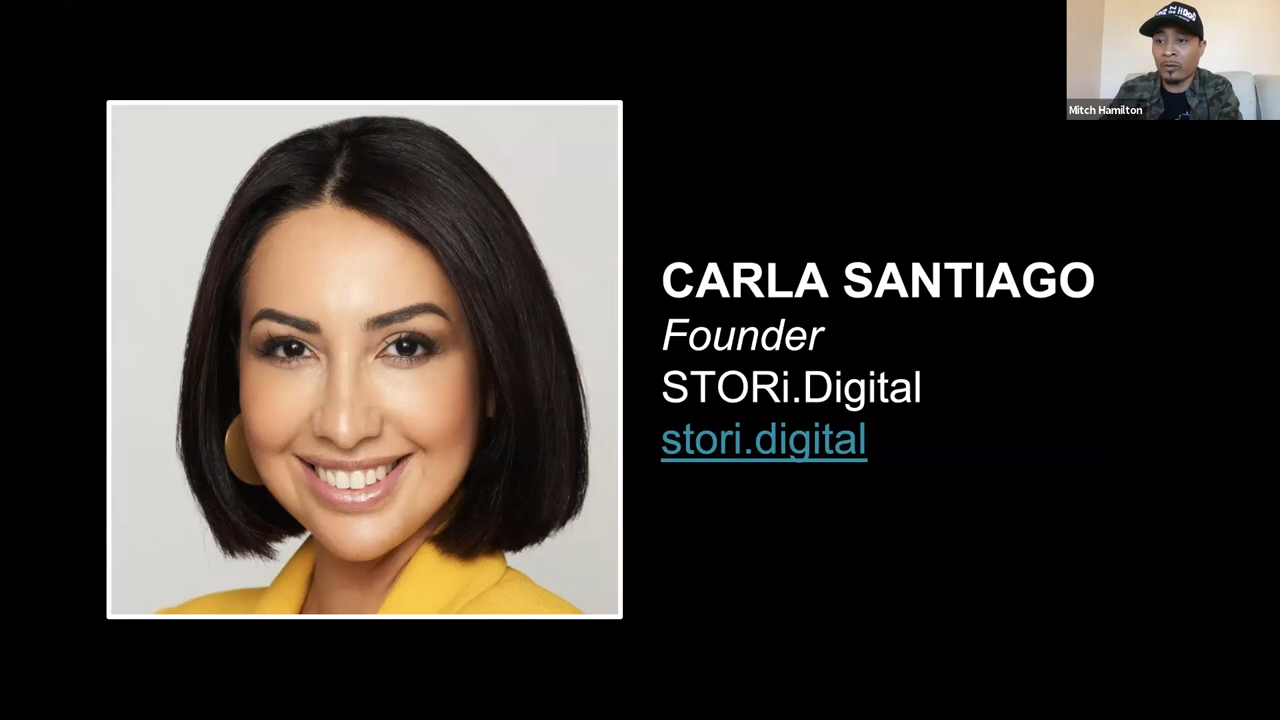 CARLA SANTIAGO
Founder
STORi.Digital
stori.digital
Mitch Hamilton